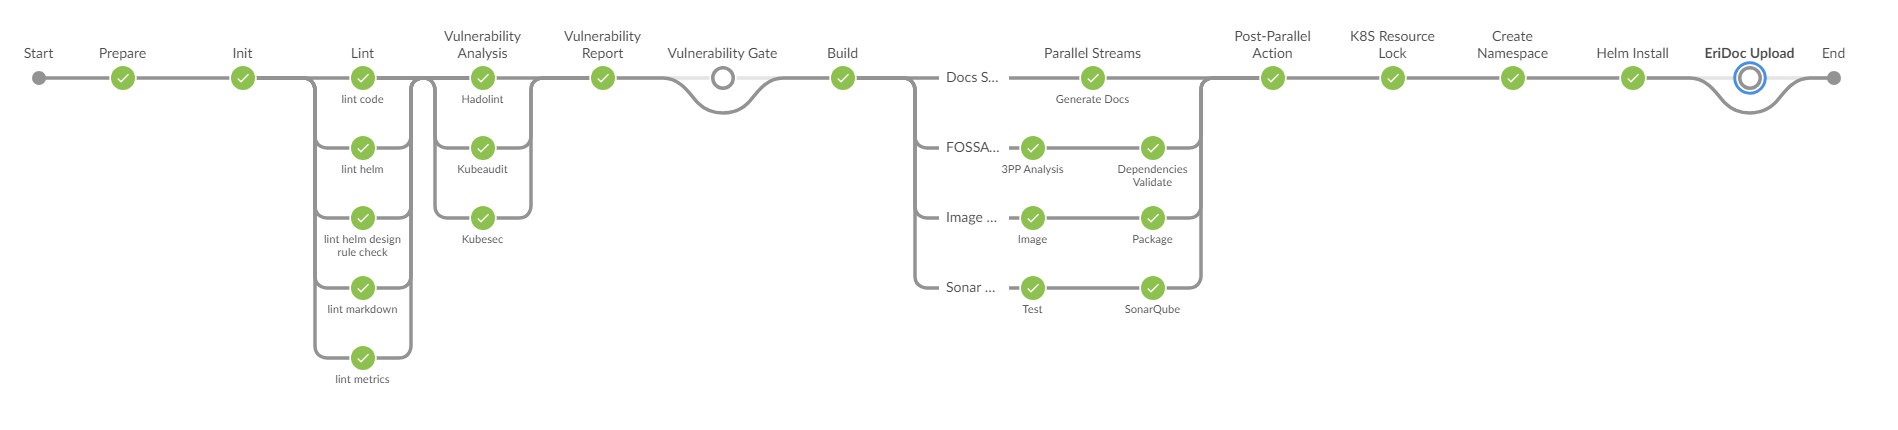 Start
Prepare
Init
Lint
Vulnerability
Analysis
Vulnerability
Report
Vulnerability Gate
Build
Parallel Streams
Post-Parallel
Action
K8S Resource
Lock
Create
Namespace
Helm Install
EriDoc Upload
End
lint code
Hadolint
Docs S...
Generate Docs
lint helm
Kubeaudit
FOSSA...
3PP Analysis
Dependencies
Validate
lint helm design
rule check
Kubesec
Image ...
Image
Package
lint markdown
Sonar ...
Test
SonarQube
lint metrics